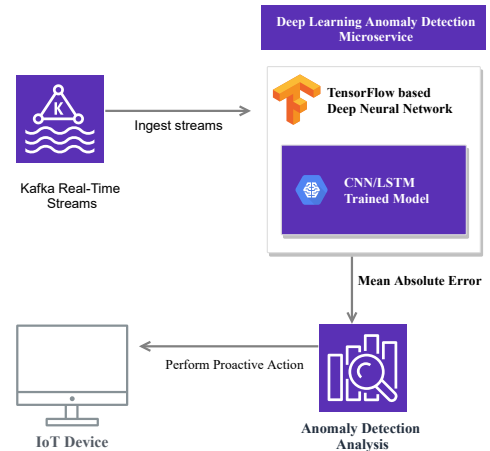 Deep Learning Anomaly Detection
Microservice
TensorFlow based
Deep Neural Network
K
Ingest streams
CNN/LSTM
Trained Model
Kafka Real-Time
Streams
Mean Absolute Error
Perform Proactive Action
IoT Device
Anomaly Detection
Analysis